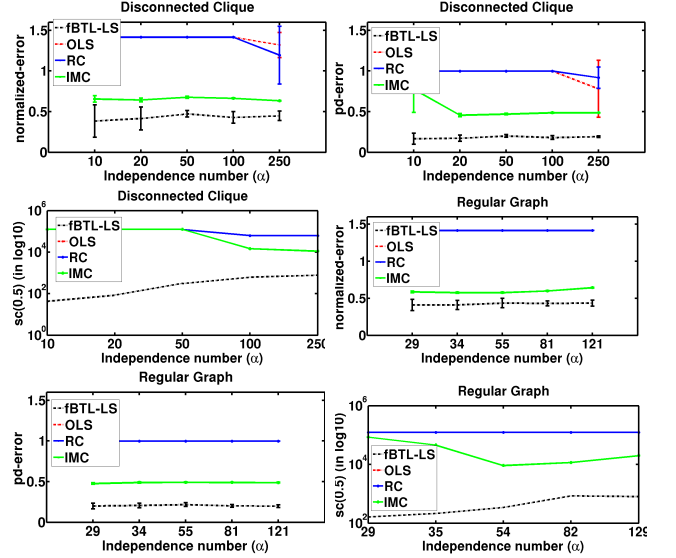 Disconnected Clique
normalized-error
1.5
1
0.5
0
fBTL-LS
OLS
RC
IMC
10 20 50 100 250
Independence number (α)
Disconnected Clique
pd-error
1.5
1
0.5
0
fBTL-LS
OLS
RC
IMC
10 20 50 100 250
Independence number (α)
Disconnected Clique
sc(0.5) (in log10)
10^6
10^4
10^2
10^0
fBTL-LS
OLS
RC
IMC
10 20 50 100 250
Independence number (α)
Regular Graph
normalized-error
1.5
1
0.5
0
fBTL-LS
OLS
RC
IMC
29 34 55 81 121
Independence number (α)
Regular Graph
pd-error
1.5
1
0.5
0
fBTL-LS
OLS
RC
IMC
29 34 55 81 121
Independence number (α)
Regular Graph
sc(0.5) (in log10)
10^6
10^4
10^2
fBTL-LS
OLS
RC
IMC
29 35 54 82 129
Independence number (α)